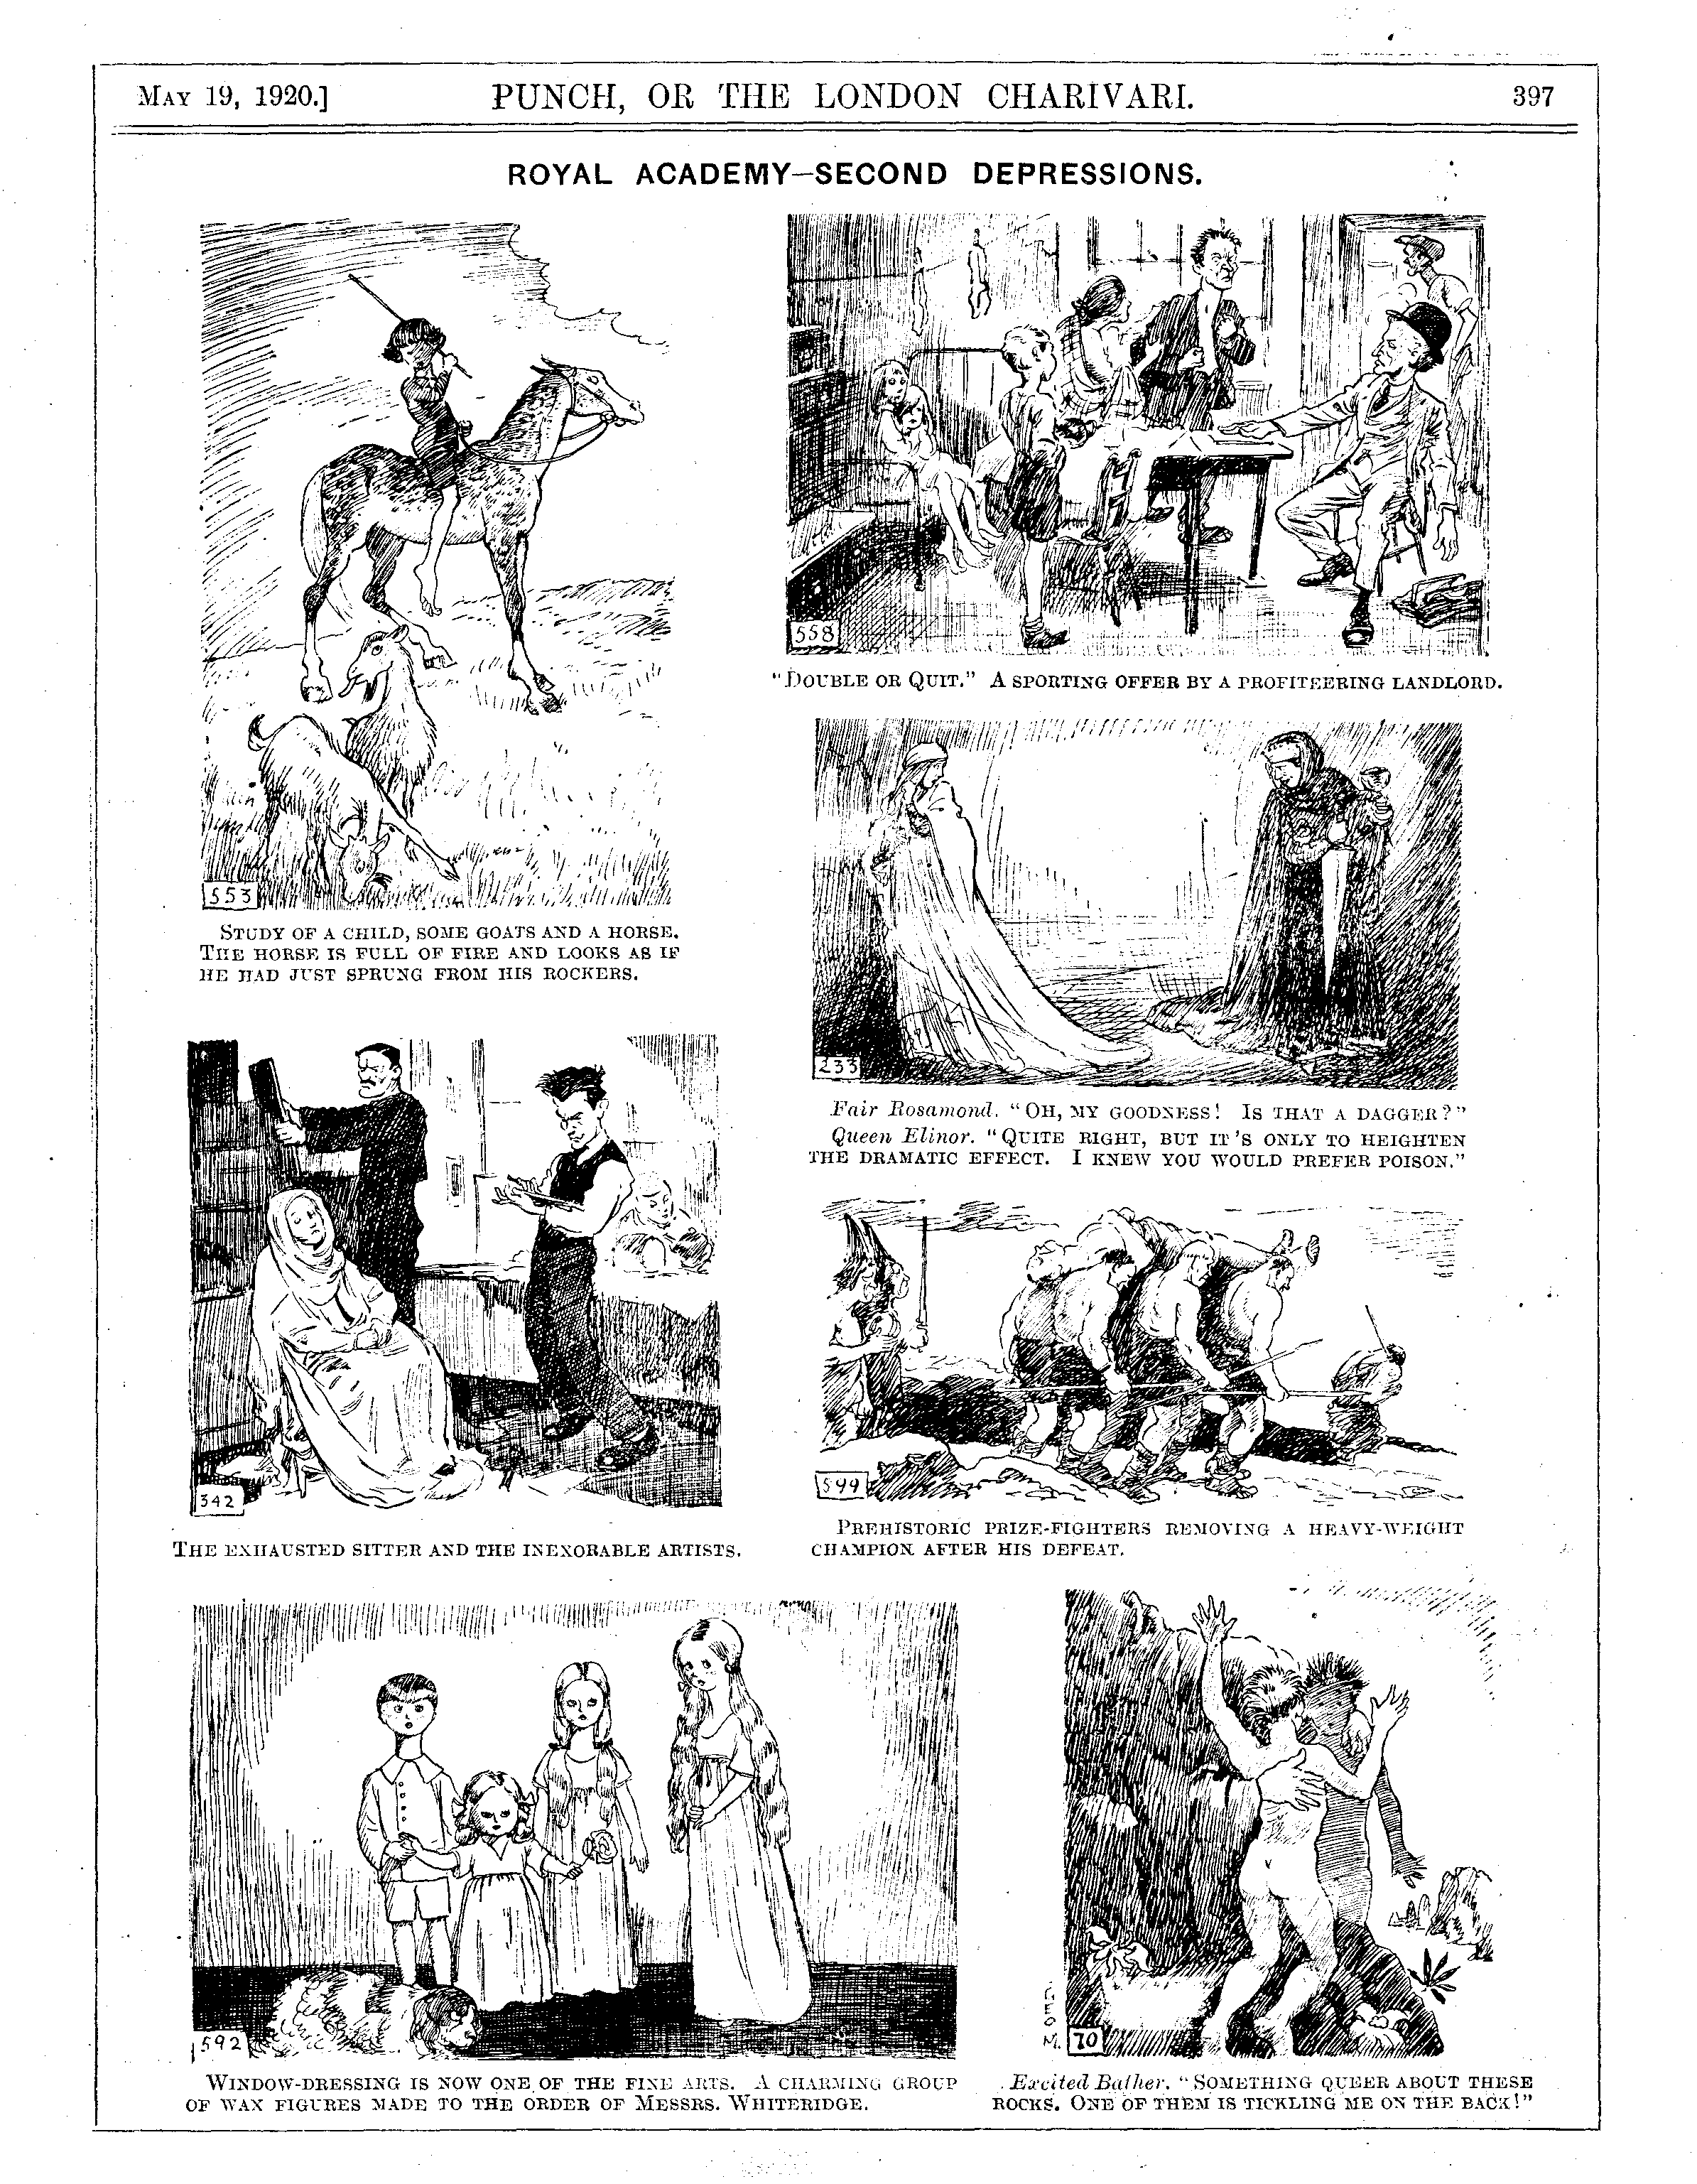 MAY 19, 1920.] PUNCH, OR THE LONDON CHARIVARI. 397
ROYAL ACADEMY—SECOND DEPRESSIONS.
553
STUDY OF A CHILD, SOME GOATS AND A HORSE.
THE HORSE IS FULL OF FIRE AND LOOKS AS IF
HE HAD JUST SPRUNG FROM HIS ROCKERS.
558
"DOUBLE OR QUIT." A SPORTING OFFER BY A PROFITEERING LANDLORD.
233
Fair Rosamond. "OH, MY GOODNESS! IS THAT A DAGGER?"
Queen Elinor. "QUITE RIGHT, BUT IT'S ONLY TO HEIGHTEN
THE DRAMATIC EFFECT. I KNEW YOU WOULD PREFER POISON."
342
THE EXHAUSTED SITTER AND THE INEXORABLE ARTISTS.
599
PREHISTORIC PRIZE-FIGHTERS REMOVING A HEAVY-WEIGHT
CHAMPION AFTER HIS DEFEAT.
592
WINDOW-DRESSING IS NOW ONE OF THE FINE ARTS. A CHARMING GROUP
OF WAX FIGURES MADE TO THE ORDER OF MESSRS. WHITERIDGE.
70
Excited Bather. "SOMETHING QUEER ABOUT THESE
ROCKS. ONE OF THEM IS TICKLING ME ON THE BACK!"